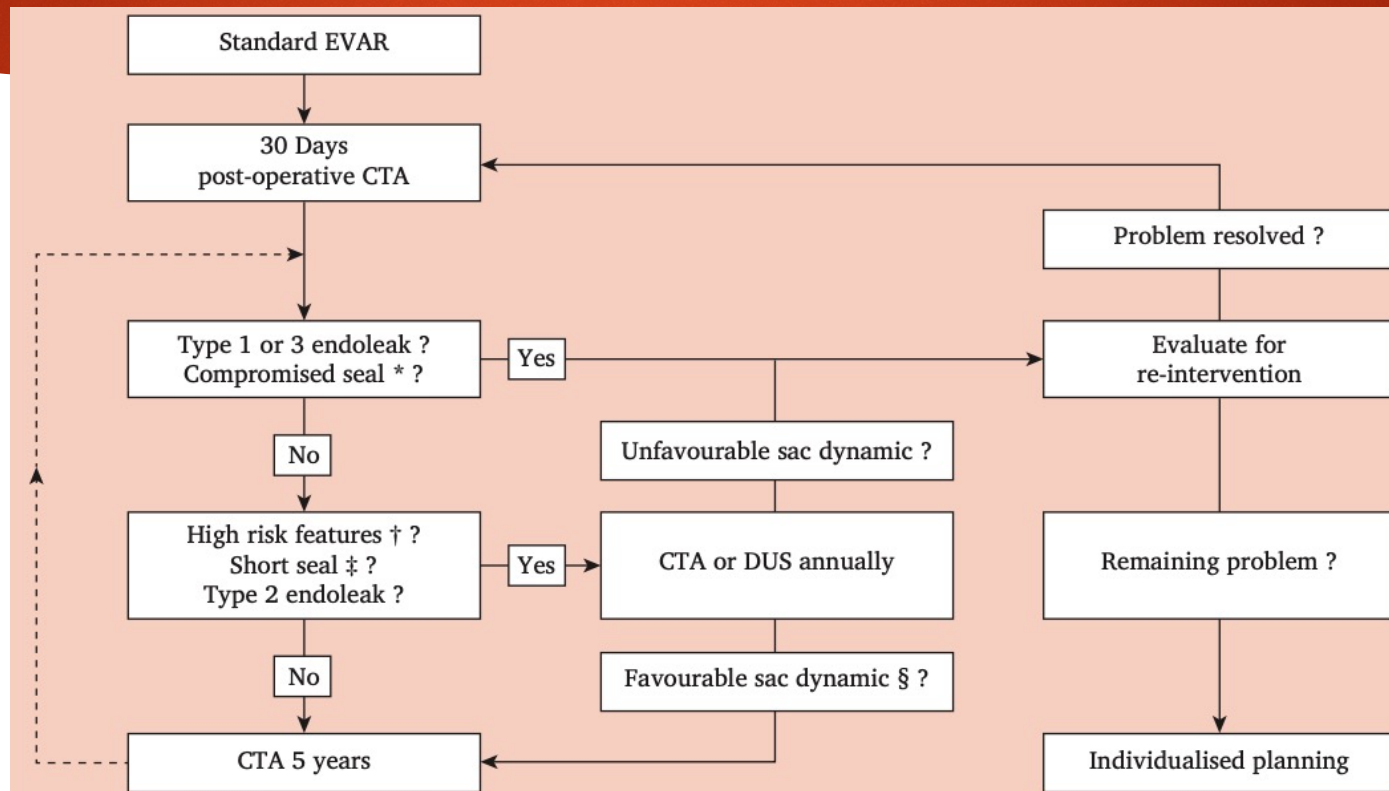 Standard EVAR
30 Days
post-operative CTA
Problem resolved ?
Type 1 or 3 endoleak ?
Compromised seal * ?
Yes
Evaluate for
re-intervention
No
Unfavourable sac dynamic ?
High risk features † ?
Short seal ‡ ?
Type 2 endoleak ?
Yes
CTA or DUS annually
Remaining problem ?
No
Favourable sac dynamic § ?
CTA 5 years
Individualised planning